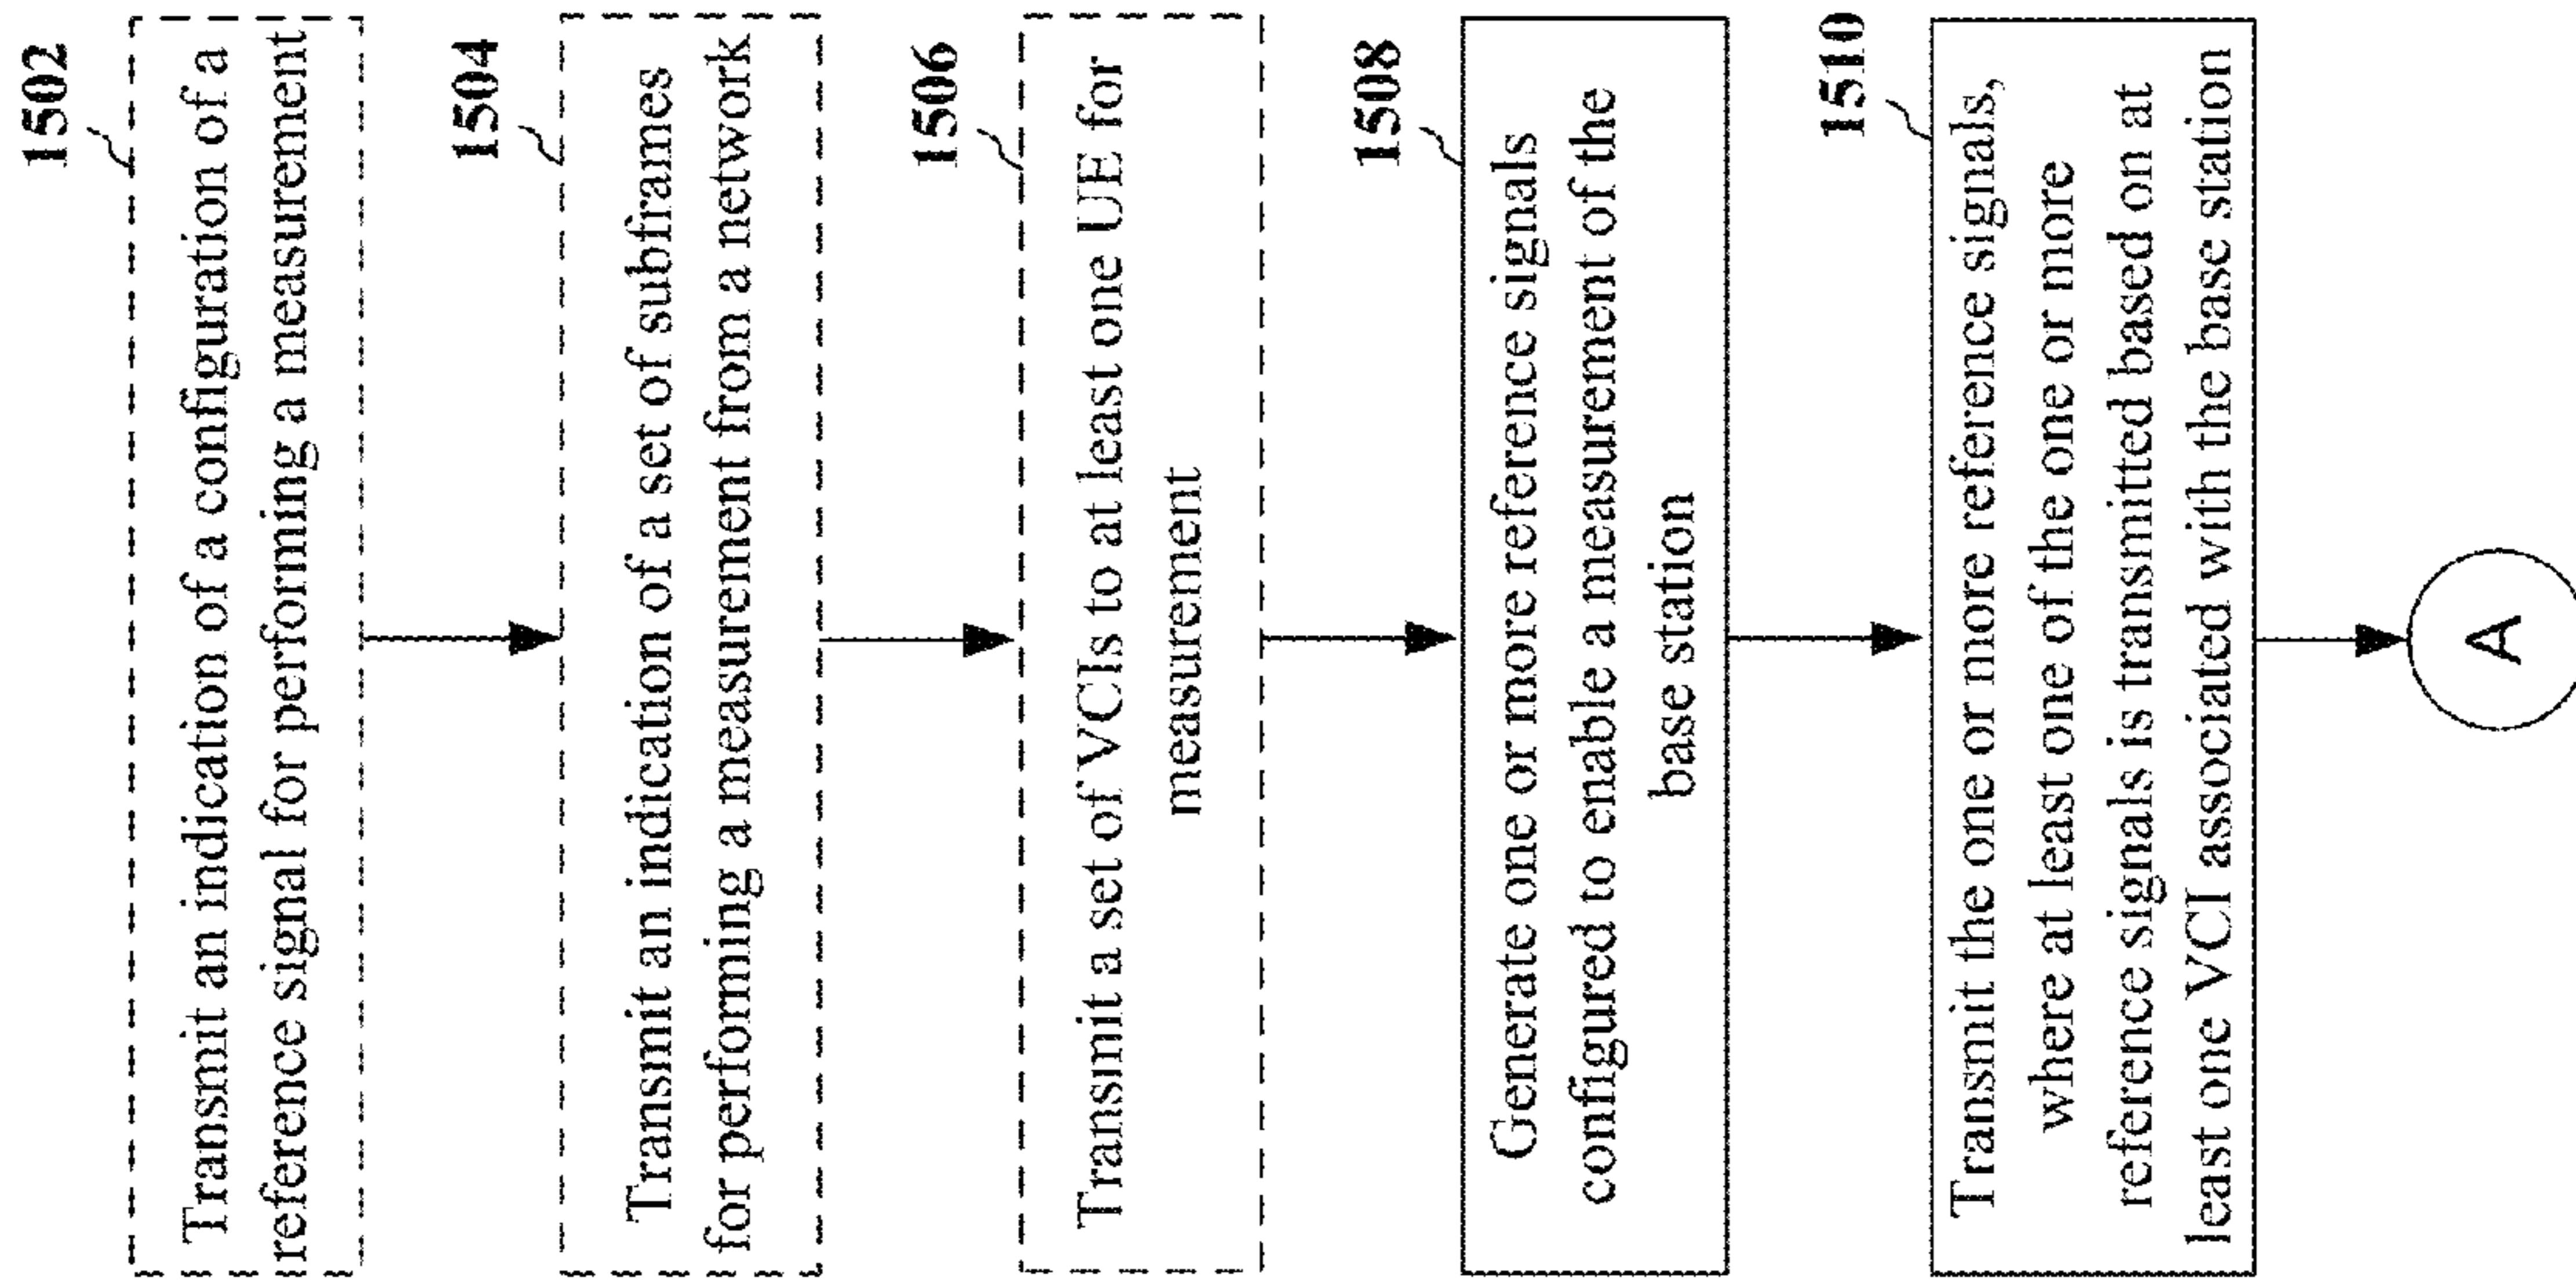 1502
Transmit an indication of a configuration of a
reference signal for performing a measurement
1504
Transmit an indication of a set of subframes
for performing a measurement from a network
1506
Transmit a set of VCIs to at least one UE for
measurement
1508
Generate one or more reference signals
configured to enable a measurement of the
base station
1510
Transmit the one or more reference signals,
where at least one of the one or more
reference signals is transmitted based on at
least one VCI associated with the base station
A